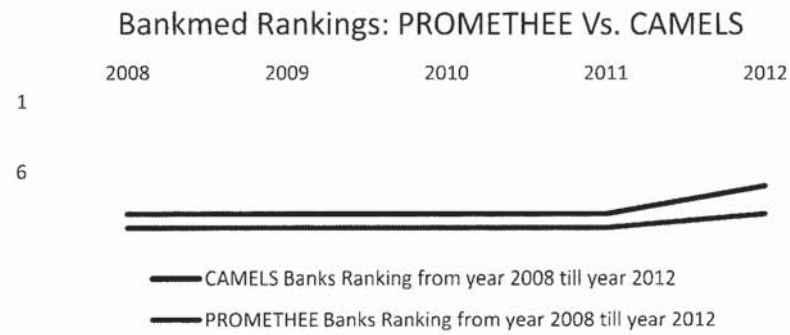 Bankmed Rankings: PROMETHEE Vs. CAMELS
2008 2009 2010 2011 2012
1
6
CAMELS Banks Ranking from year 2008 till year 2012
PROMETHEE Banks Ranking from year 2008 till year 2012